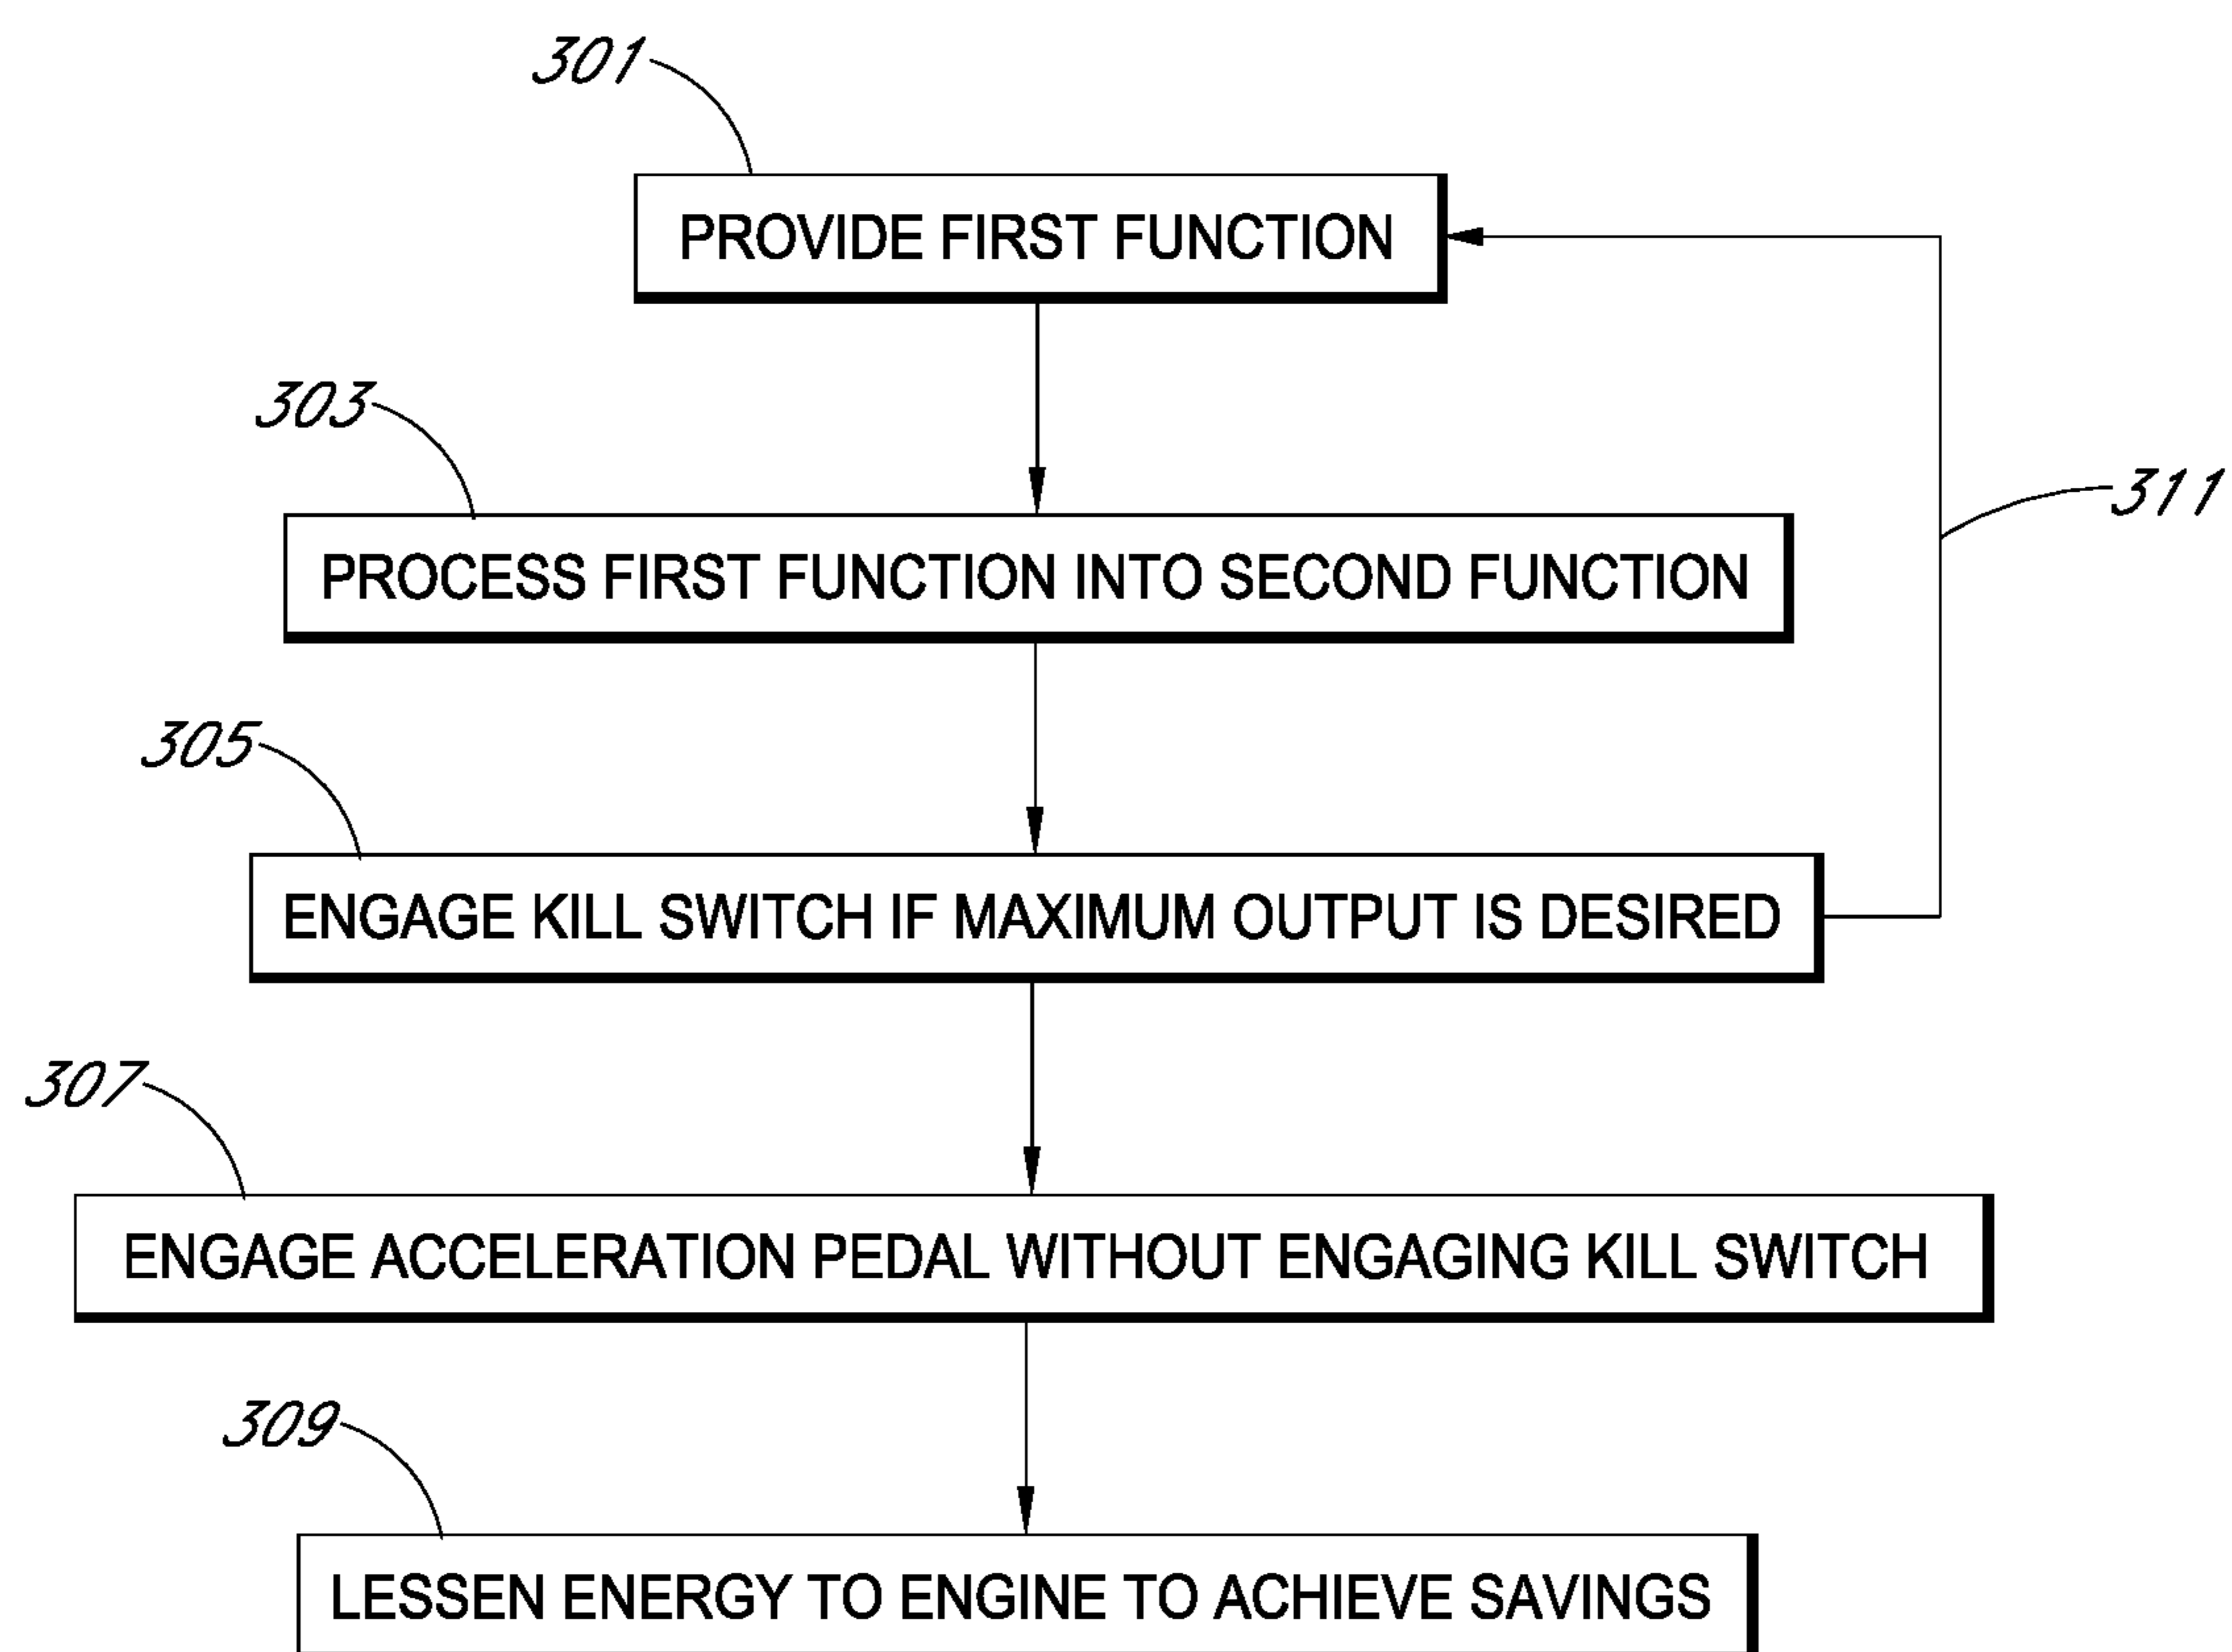 301
PROVIDE FIRST FUNCTION
303
PROCESS FIRST FUNCTION INTO SECOND FUNCTION
311
305
ENGAGE KILL SWITCH IF MAXIMUM OUTPUT IS DESIRED
307
ENGAGE ACCELERATION PEDAL WITHOUT ENGAGING KILL SWITCH
309
LESSEN ENERGY TO ENGINE TO ACHIEVE SAVINGS